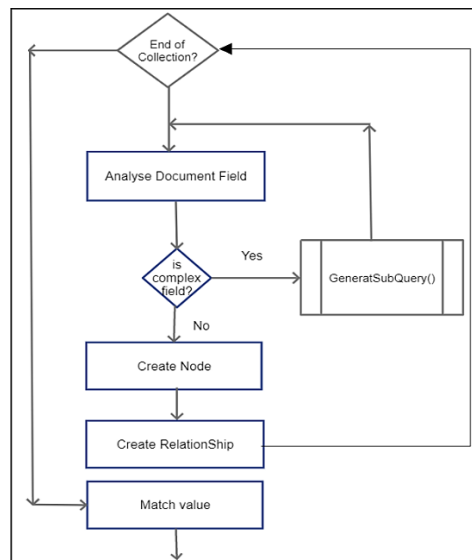 End of
Collection?
Analyse Document Field
is
complex
field?
Yes
GeneratSubQuery()
No
Create Node
Create RelationShip
Match value